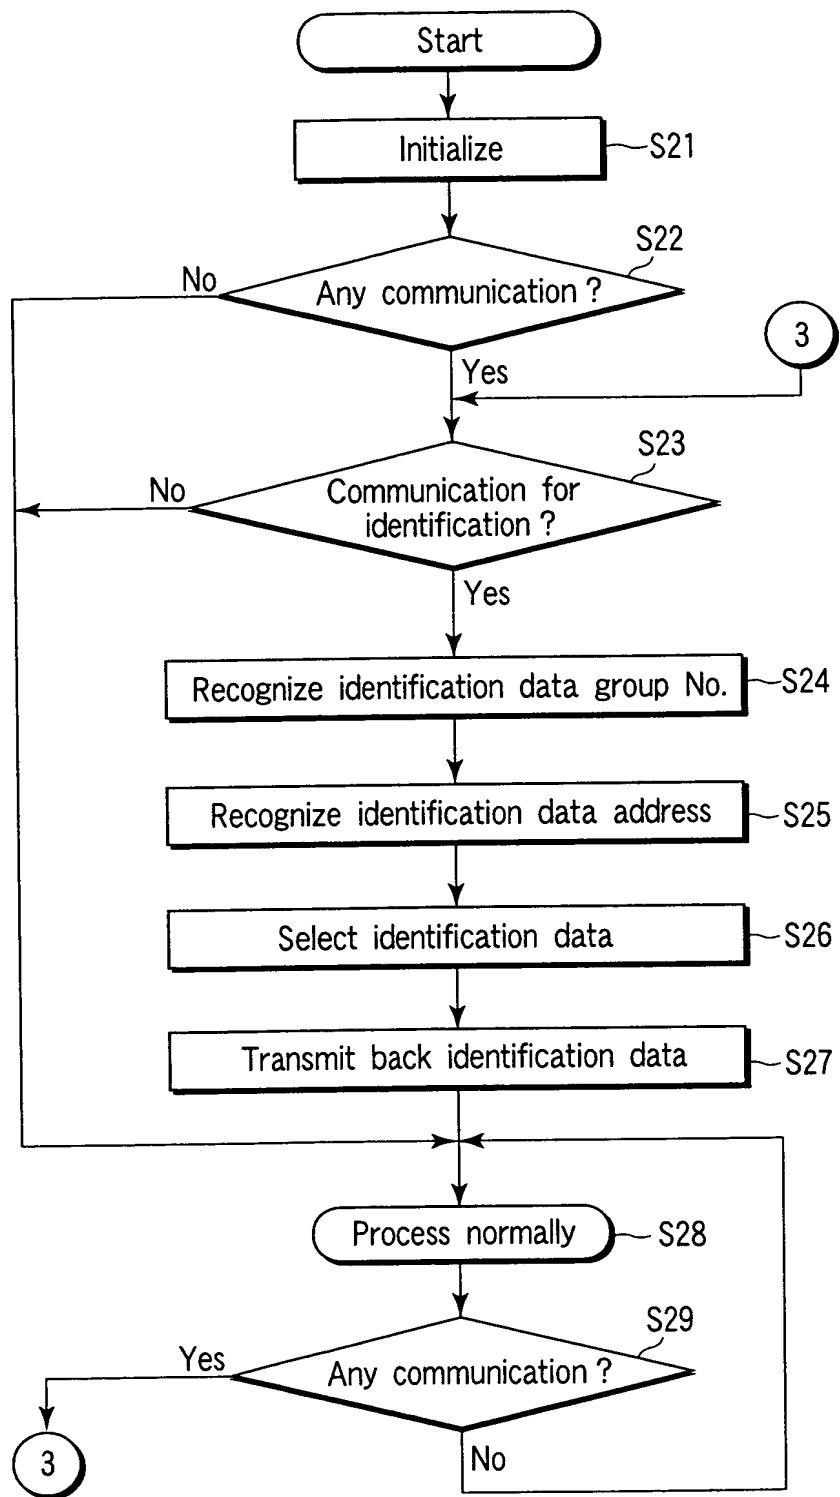 Start
Initialize
S21
S22
No
Any communication ?
3
Yes
S23
No
Communication for
identification ?
Yes
Recognize identification data group No.
S24
Recognize identification data address
S25
Select identification data
S26
Transmit back identification data
S27
Process normally
S28
S29
Yes
Any communication ?
3
No